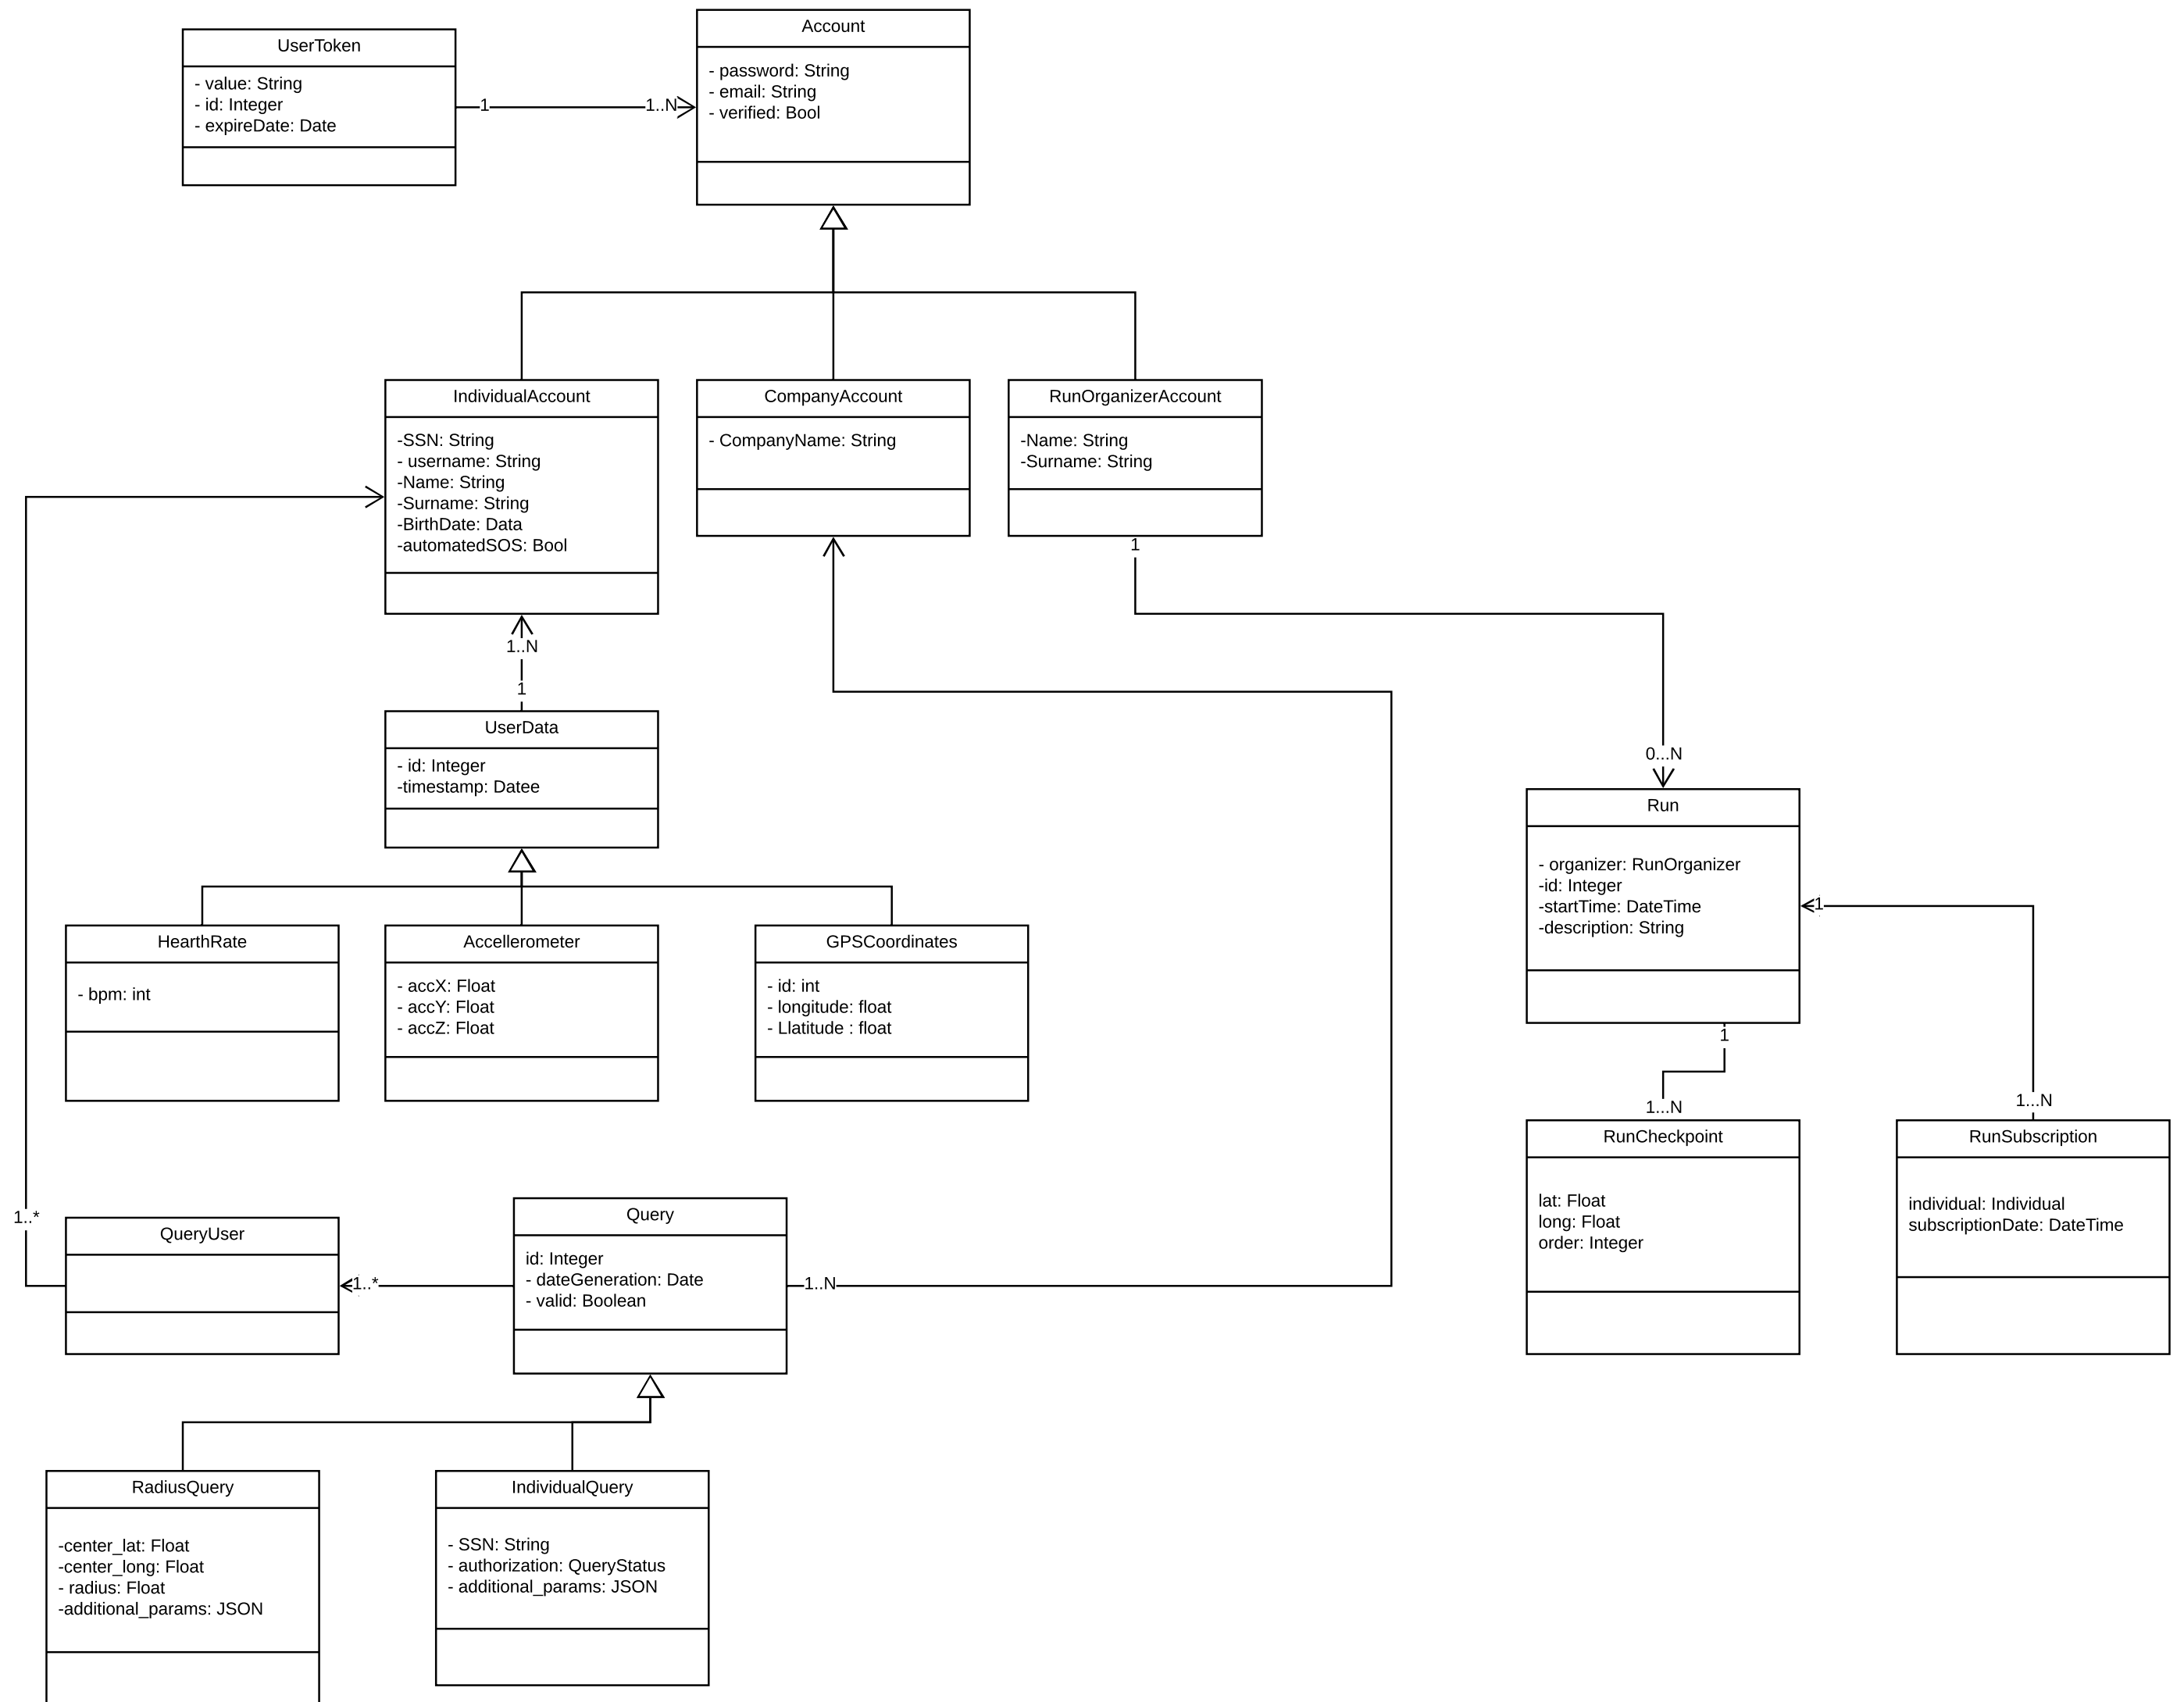 UserToken
- value: String
- id: Integer
- expireDate: Date
1
1..N
Account
- password: String
- email: String
- verified: Bool
IndividualAccount
-SSN: String
- username: String
-Name: String
-Surname: String
-BirthDate: Data
-automatedSOS: Bool
CompanyAccount
- CompanyName: String
RunOrganizerAccount
-Name: String
-Surname: String
1
1..N
1
UserData
- id: Integer
-timestamp: Datee
0...N
Run
- organizer: RunOrganizer
-id: Integer
-startTime: DateTime
-description: String
1
1
HearthRate
- bpm: int
Accellerometer
- accX: Float
- accY: Float
- accZ: Float
GPSCoordinates
- id: int
- longitude: float
- Llatitude : float
1...N
RunCheckpoint
lat: Float
long: Float
order: Integer
1...N
RunSubscription
individual: Individual
subscriptionDate: DateTime
1..*
QueryUser
1..*
Query
id: Integer
- dateGeneration: Date
- valid: Boolean
1..N
RadiusQuery
-center_lat: Float
-center_long: Float
- radius: Float
-additional_params: JSON
IndividualQuery
- SSN: String
- authorization: QueryStatus
- additional_params: JSON